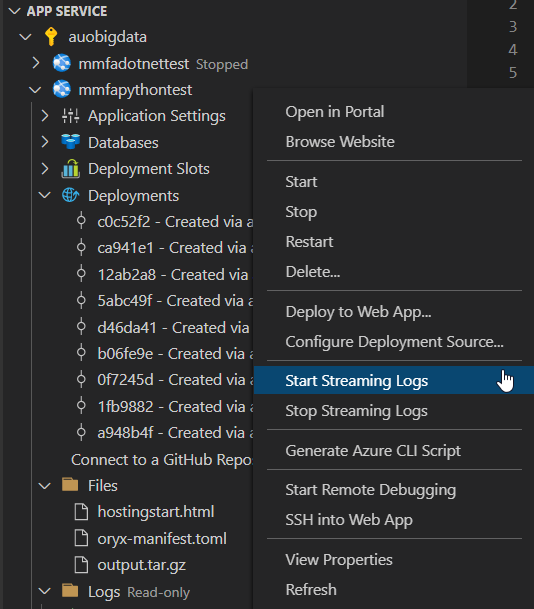 APP SERVICE
auobigdata
mmfadotnettest Stopped
mmfapythontest
Application Settings
Databases
Deployment Slots
Deployments
c0c52f2 - Created via a
ca941e1 - Created via a
12ab2a8 - Created via a
5abc49f - Created via a
d46da41 - Created via a
b06fe9e - Created via a
0f7245d - Created via a
1fb9882 - Created via a
a948b4f - Created via a
Connect to a GitHub Repo
Files
hostingstart.html
oryx-manifest.toml
output.tar.gz
Logs Read-only
2
3
4
5
Open in Portal
Browse Website
Start
Stop
Restart
Delete...
Deploy to Web App...
Configure Deployment Source...
Start Streaming Logs
Stop Streaming Logs
Generate Azure CLI Script
Start Remote Debugging
SSH into Web App
View Properties
Refresh